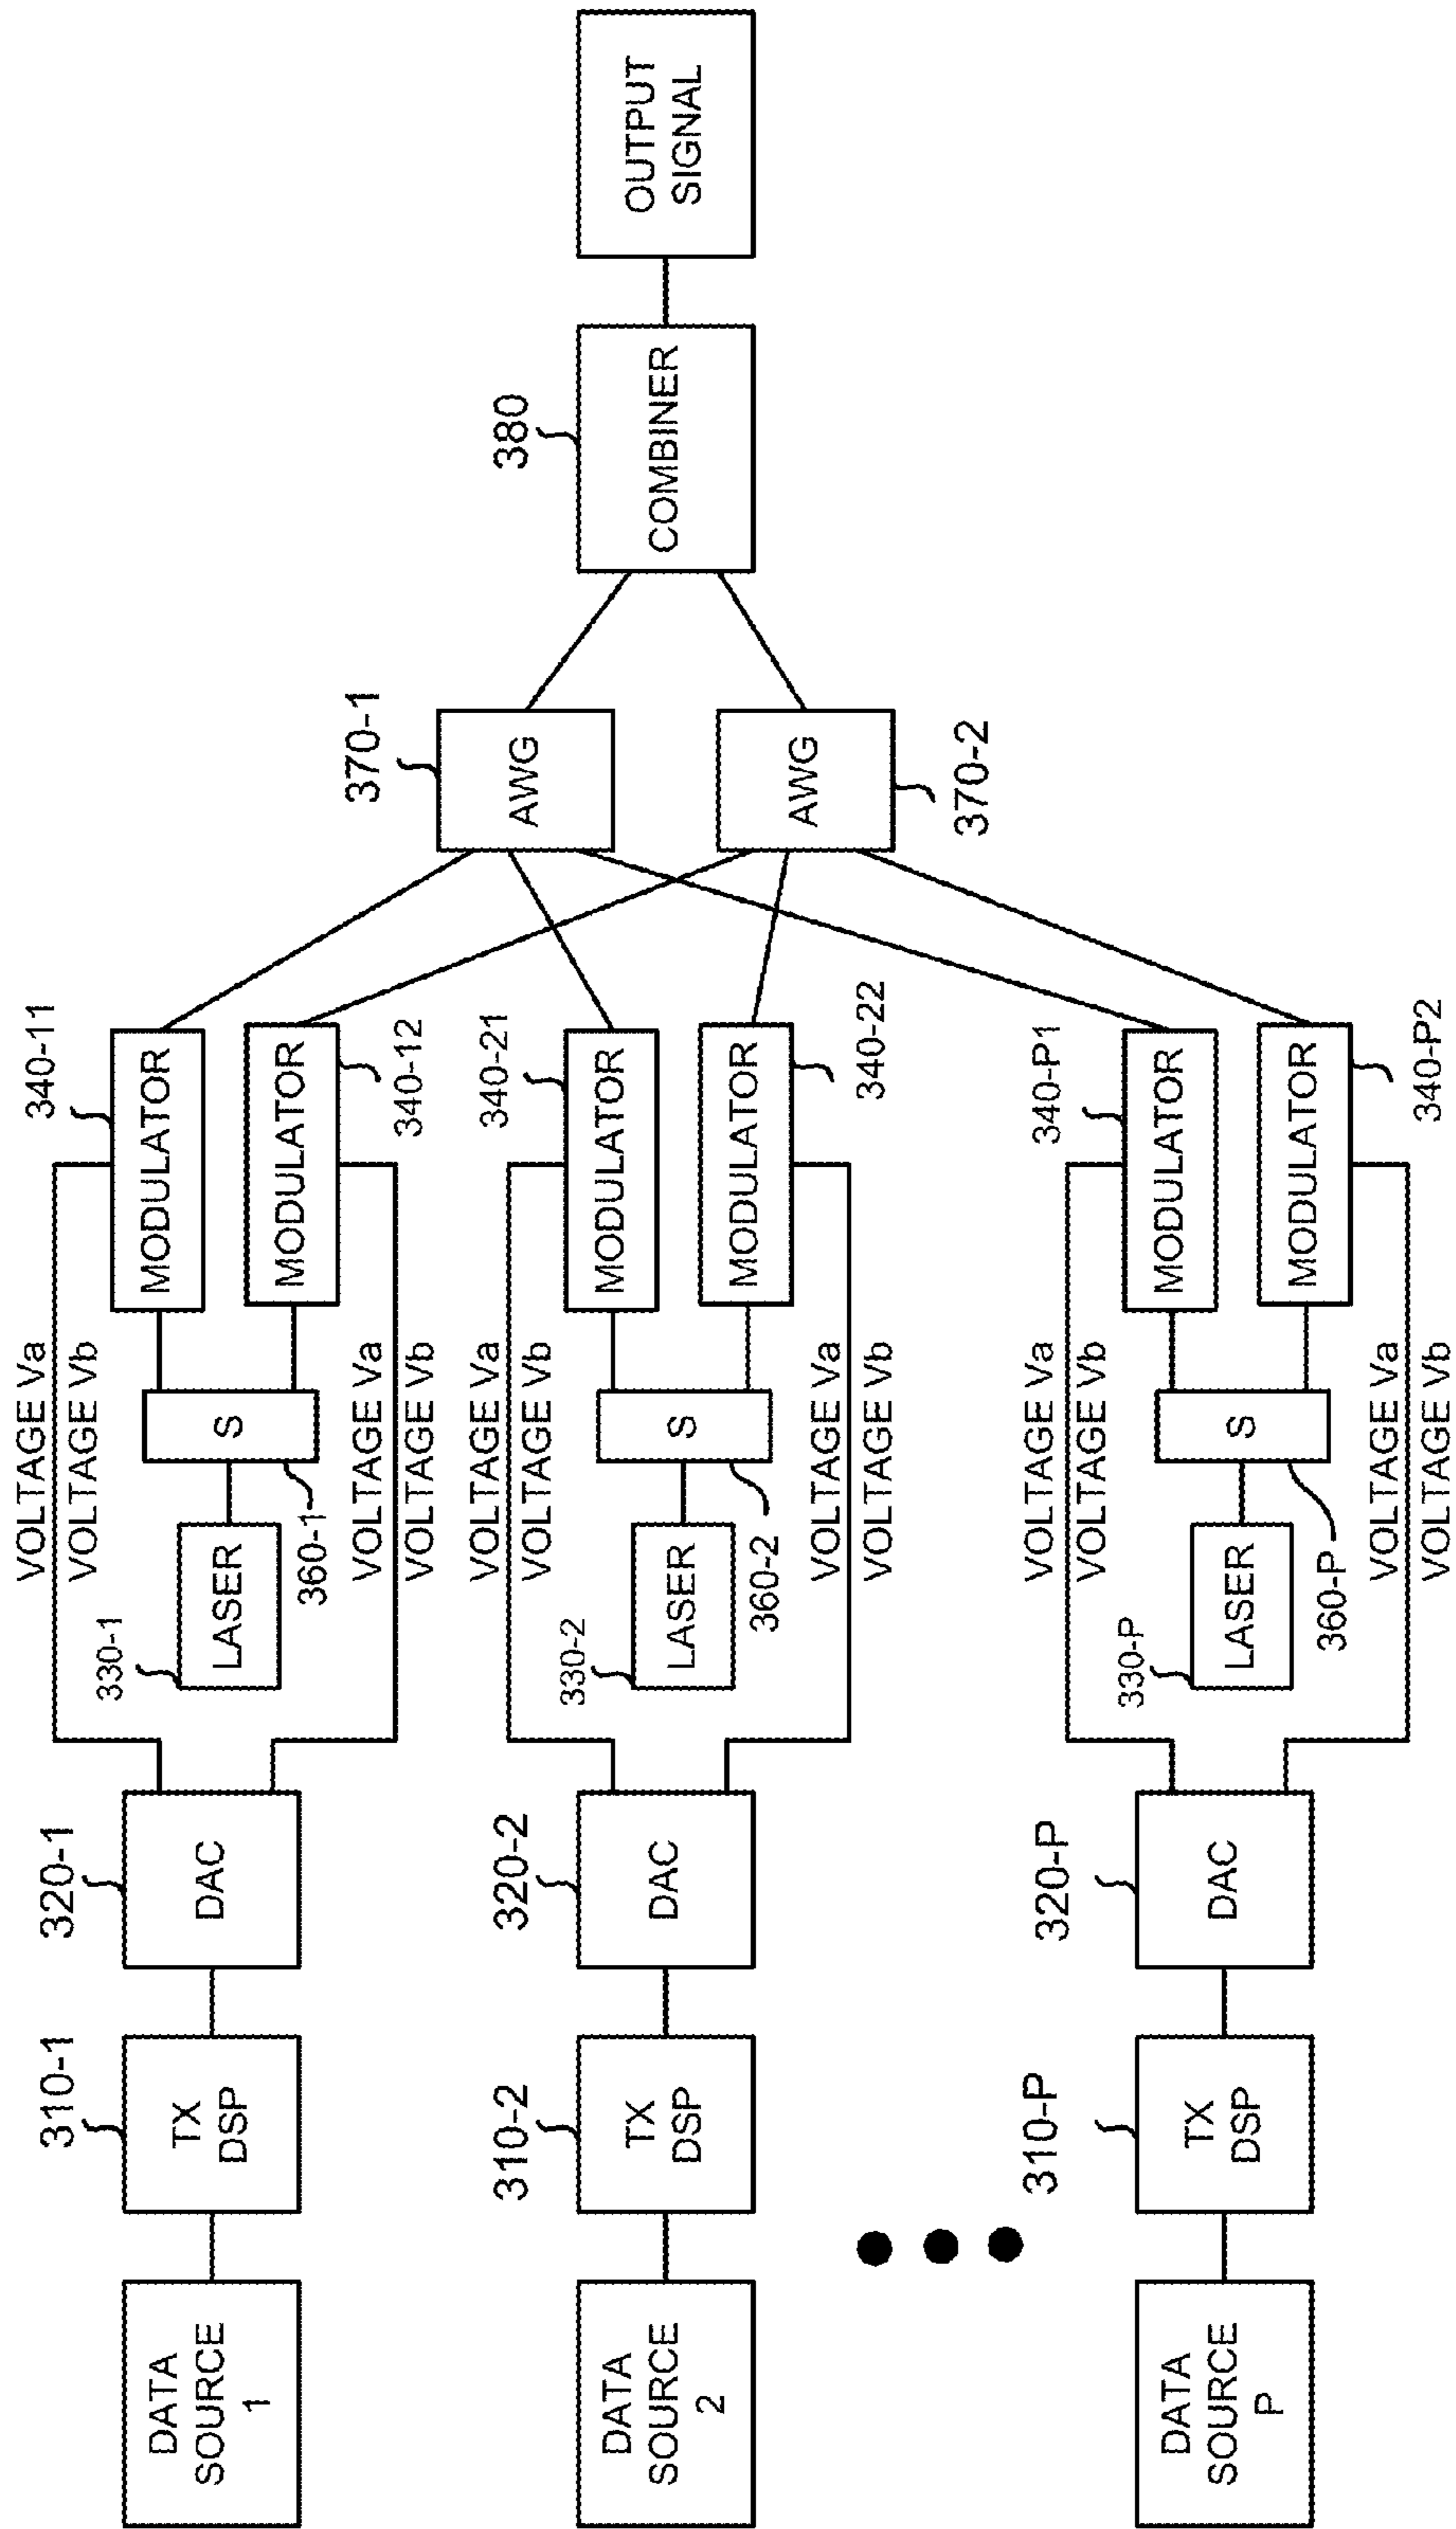 DATA
SOURCE
1
310-1
TX
DSP
320-1
DAC
330-1
LASER
360-1
S
VOLTAGE Va
VOLTAGE Vb
VOLTAGE Va
VOLTAGE Vb
340-11
MODULATOR
MODULATOR
340-12
DATA
SOURCE
2
310-2
TX
DSP
320-2
DAC
330-2
LASER
360-2
S
VOLTAGE Va
VOLTAGE Vb
VOLTAGE Va
VOLTAGE Vb
340-21
MODULATOR
MODULATOR
340-22
DATA
SOURCE
P
310-P
TX
DSP
320-P
DAC
330-P
LASER
360-P
S
VOLTAGE Va
VOLTAGE Vb
VOLTAGE Va
VOLTAGE Vb
340-P1
MODULATOR
MODULATOR
340-P2
370-1
AWG
AWG
370-2
380
COMBINER
OUTPUT
SIGNAL